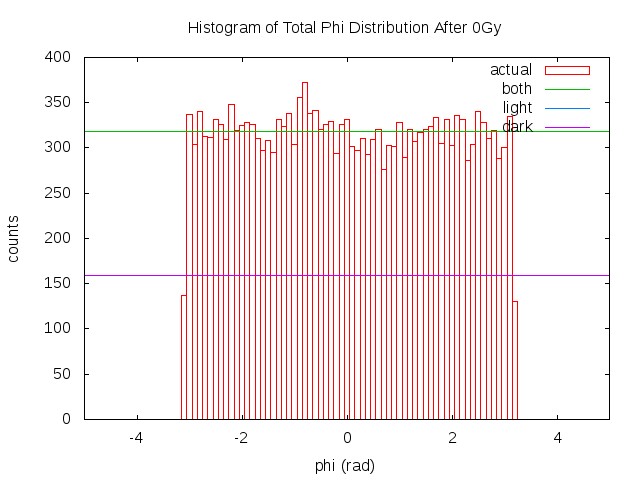 Histogram of Total Phi Distribution After 0Gy
400
350
300
250
200
150
100
50
0
counts
actual
both
light
dark
-4
-2
0
2
4
phi (rad)